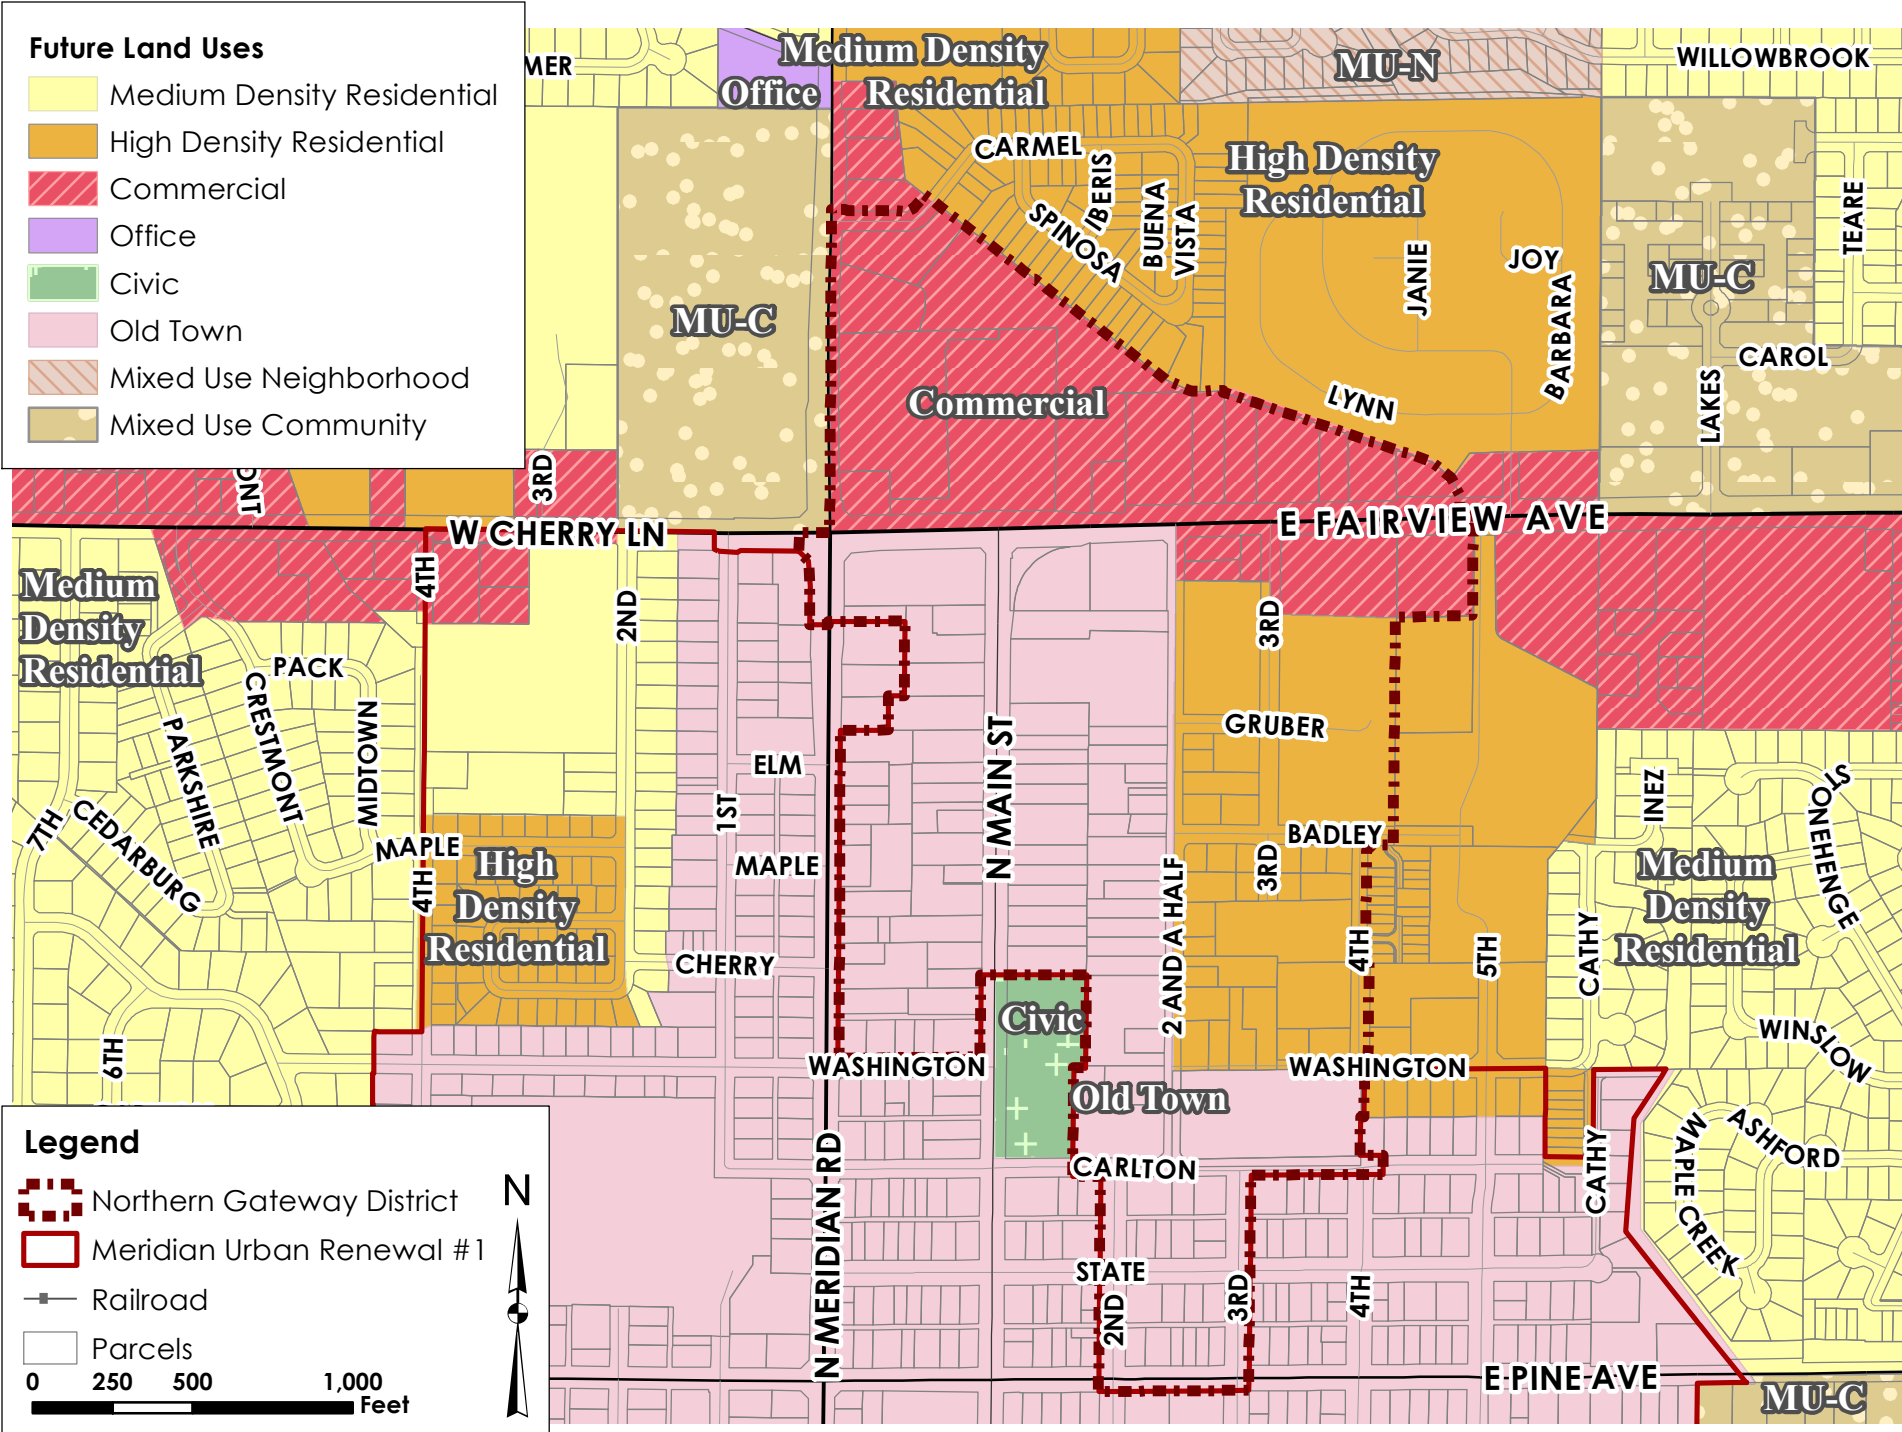 Future Land Uses
Medium Density Residential
High Density Residential
Commercial
Office
Civic
Old Town
Mixed Use Neighborhood
Mixed Use Community
MER
Office
Medium Density
Residential
MU-N
WILLOWBROOK
CARMEL
IBERIS
SPINOSA
BUENA
VISTA
High Density
Residential
JANIE
JOY
BARBARA
LYNN
MU-C
TEARE
CAROL
LAKES
MU-C
Commercial
ONT
3RD
W CHERRY LN
E FAIRVIEW AVE
Medium
Density
Residential
4TH
2ND
3RD
PACK
CRESTMONT
PARKSHIRE
MIDTOWN
7TH
CEDARBURG
MAPLE
4TH
High
Density
Residential
ELM
1ST
MAPLE
CHERRY
N MAIN ST
GRUBER
BADLEY
3RD
2 AND A HALF
4TH
5TH
INEZ
STONEHENGE
Medium
Density
Residential
CATHY
WINSLOW
6TH
WASHINGTON
Civic
Old Town
WASHINGTON
CARLTON
CATHY
MAPLE CREEK
ASHFORD
N MERIDIAN RD
STATE
2ND
3RD
4TH
E PINE AVE
MU-C
Legend
Northern Gateway District
Meridian Urban Renewal #1
Railroad
Parcels
N
0 250 500 1,000
Feet